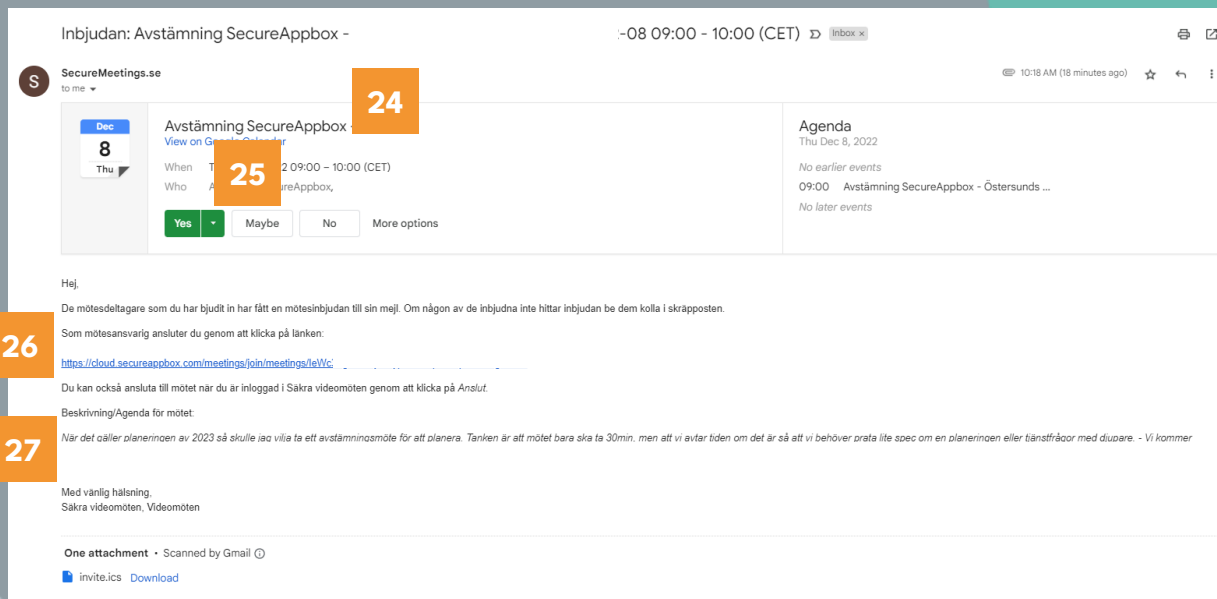 Inbjudan: Avstämning SecureAppbox - -08 09:00 - 10:00 (CET) Inbox ×
S
SecureMeetings.se
10:18 AM (18 minutes ago)
to me
24
Dec
8
Thu
Avstämning SecureAppbox -
View on Google Calendar
When 2 09:00 – 10:00 (CET)
25
Who ureAppbox,
Yes Maybe No More options
Agenda
Thu Dec 8, 2022
No earlier events
09:00 Avstämning SecureAppbox - Östersunds ...
No later events
Hej,
De mötesdeltagare som du har bjudit in har fått en mötesinbjudan till sin mejl. Om någon av de inbjudna inte hittar inbjudan be dem kolla i skräpposten.
Som mötesansvarig ansluter du genom att klicka på länken:
26
https://cloud.secureappbox.com/meetings/join/meetings/
Du kan också ansluta till mötet när du är inloggad i Säkra videomöten genom att klicka på Anslut.
Beskrivning/Agenda för mötet:
27
När det gäller planeringen av 2023 så skulle jag vilja ta ett avstämningsmöte för att planera. Tanken är att mötet bara ska ta 30min, men att vi avtar tiden om det är så att vi behöver prata lite spec om en planeringen eller tjänstfrågor med djupare. - Vi kommer
Med vänlig hälsning,
Säkra videomöten, Videomöten
One attachment • Scanned by Gmail
invite.ics Download